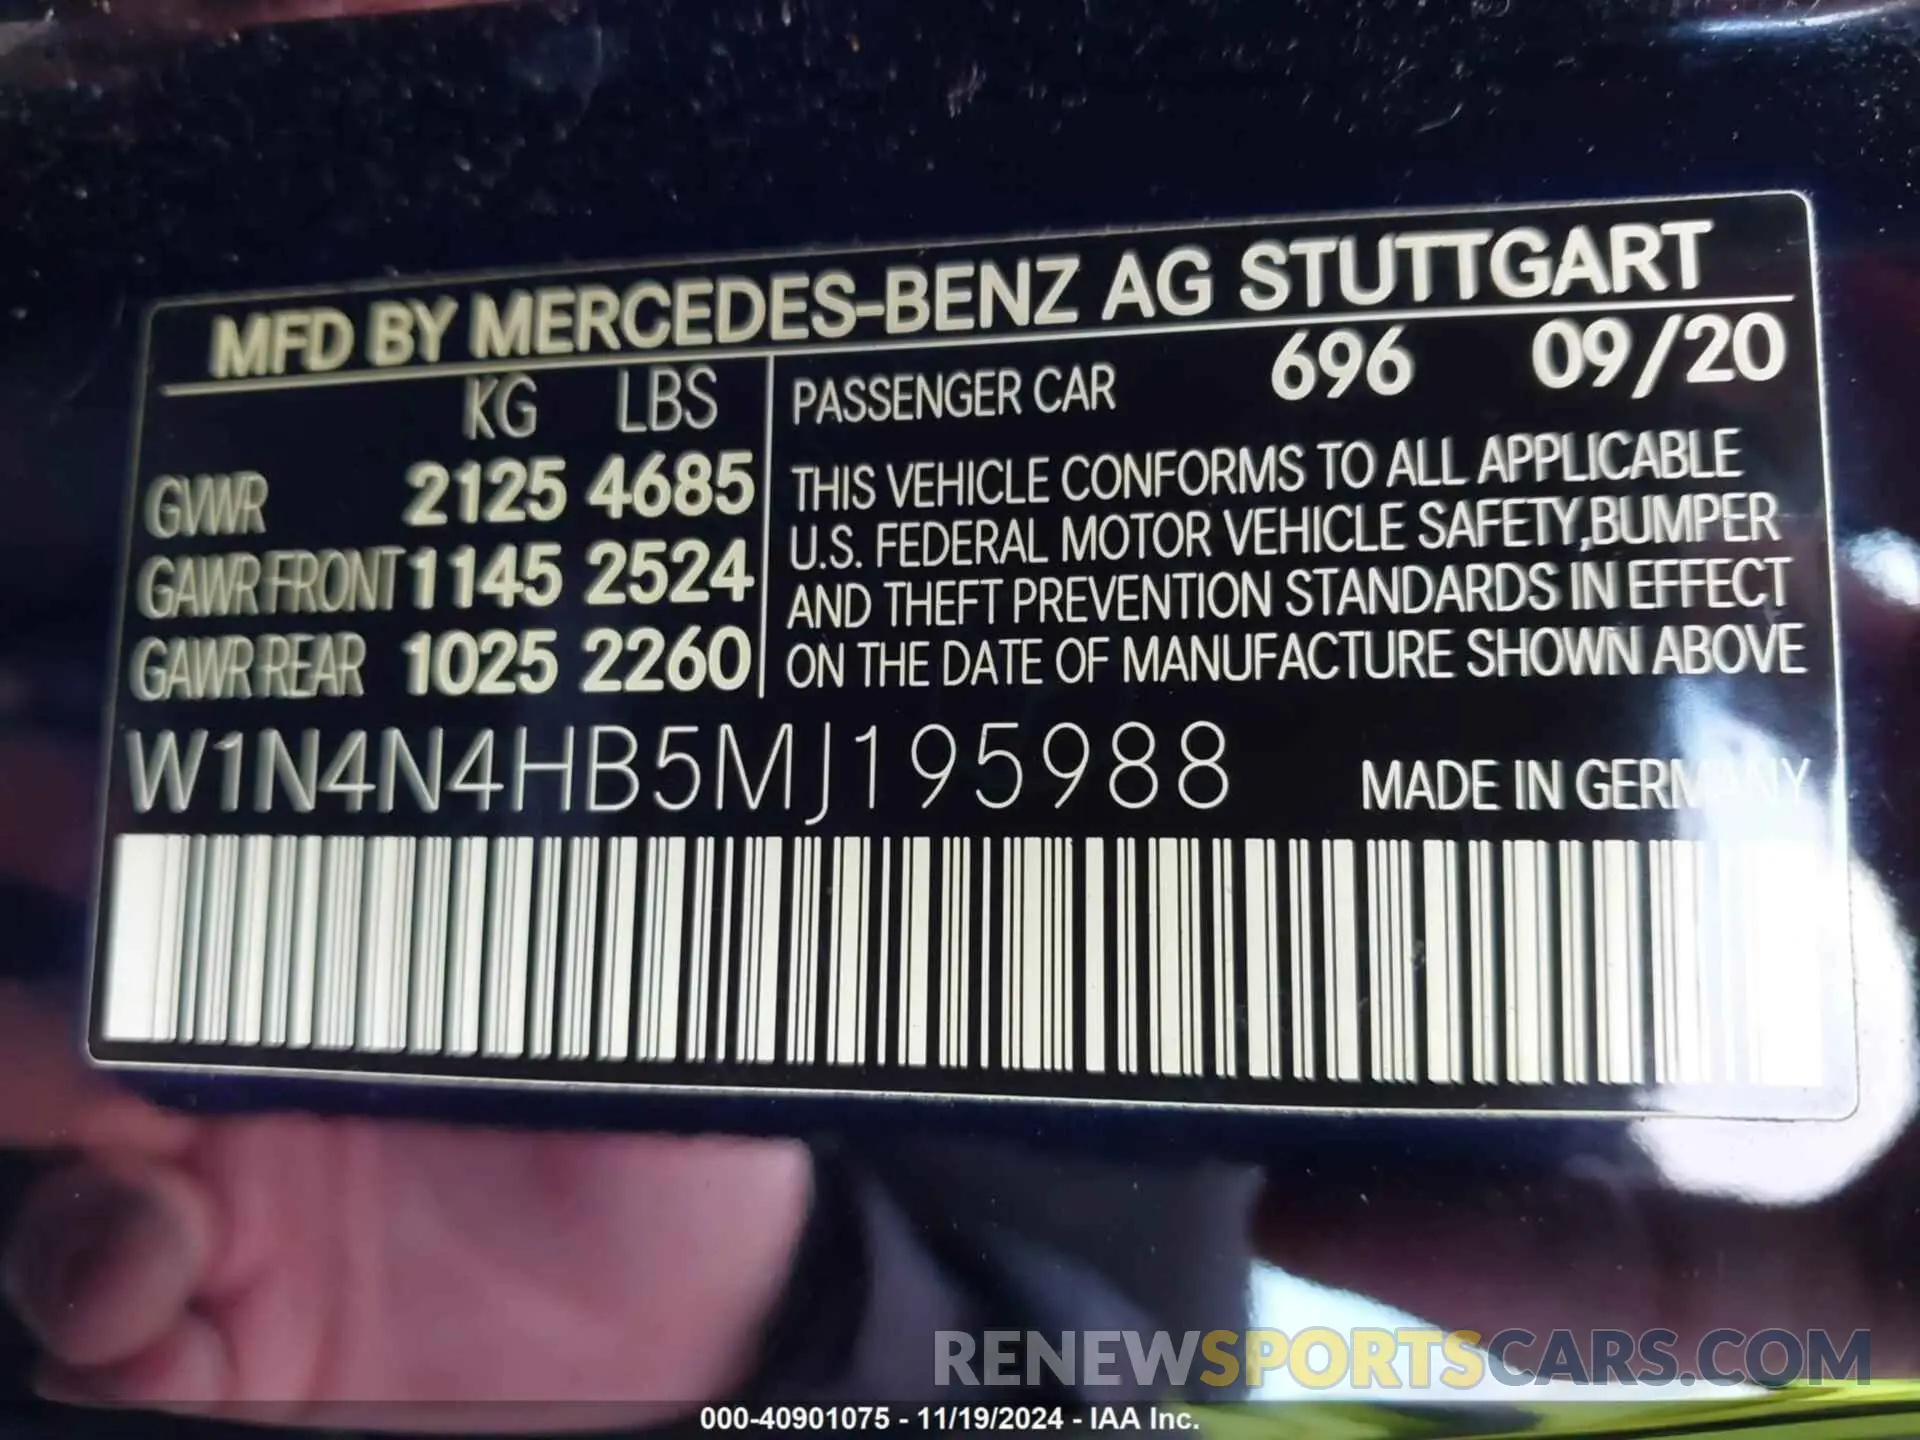 MFD BY MERCEDES-BENZ AG STUTTGART
KG LBS
GVWR 2125 4685
GAWR FRONT 1145 2524
GAWR REAR 1025 2260
PASSENGER CAR 696 09/20
THIS VEHICLE CONFORMS TO ALL APPLICABLE
U.S. FEDERAL MOTOR VEHICLE SAFETY,BUMPER
AND THEFT PREVENTION STANDARDS IN EFFECT
ON THE DATE OF MANUFACTURE SHOWN ABOVE
W1N4N4HB5MJ195988
MADE IN GERMANY
RENEWSPORTSCARS.COM
000-40901075 - 11/19/2024 - IAA Inc.